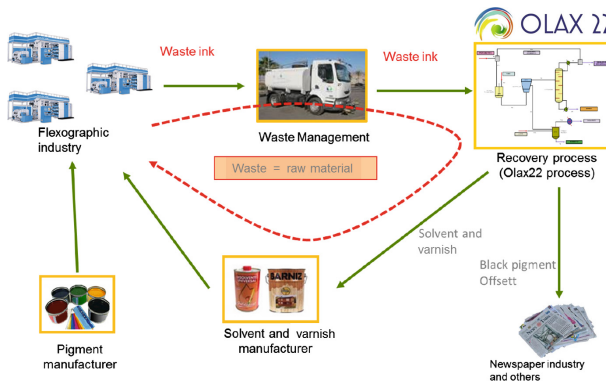 OLAX 22
Waste ink
Waste ink
Flexographic
industry
Waste Management
Recovery process
(Olax22 process)
Waste = raw material
Solvent and
varnish
Black pigment
Offsett
BARNIZ
Pigment
manufacturer
Solvent and varnish
manufacturer
Newspaper industry
and others